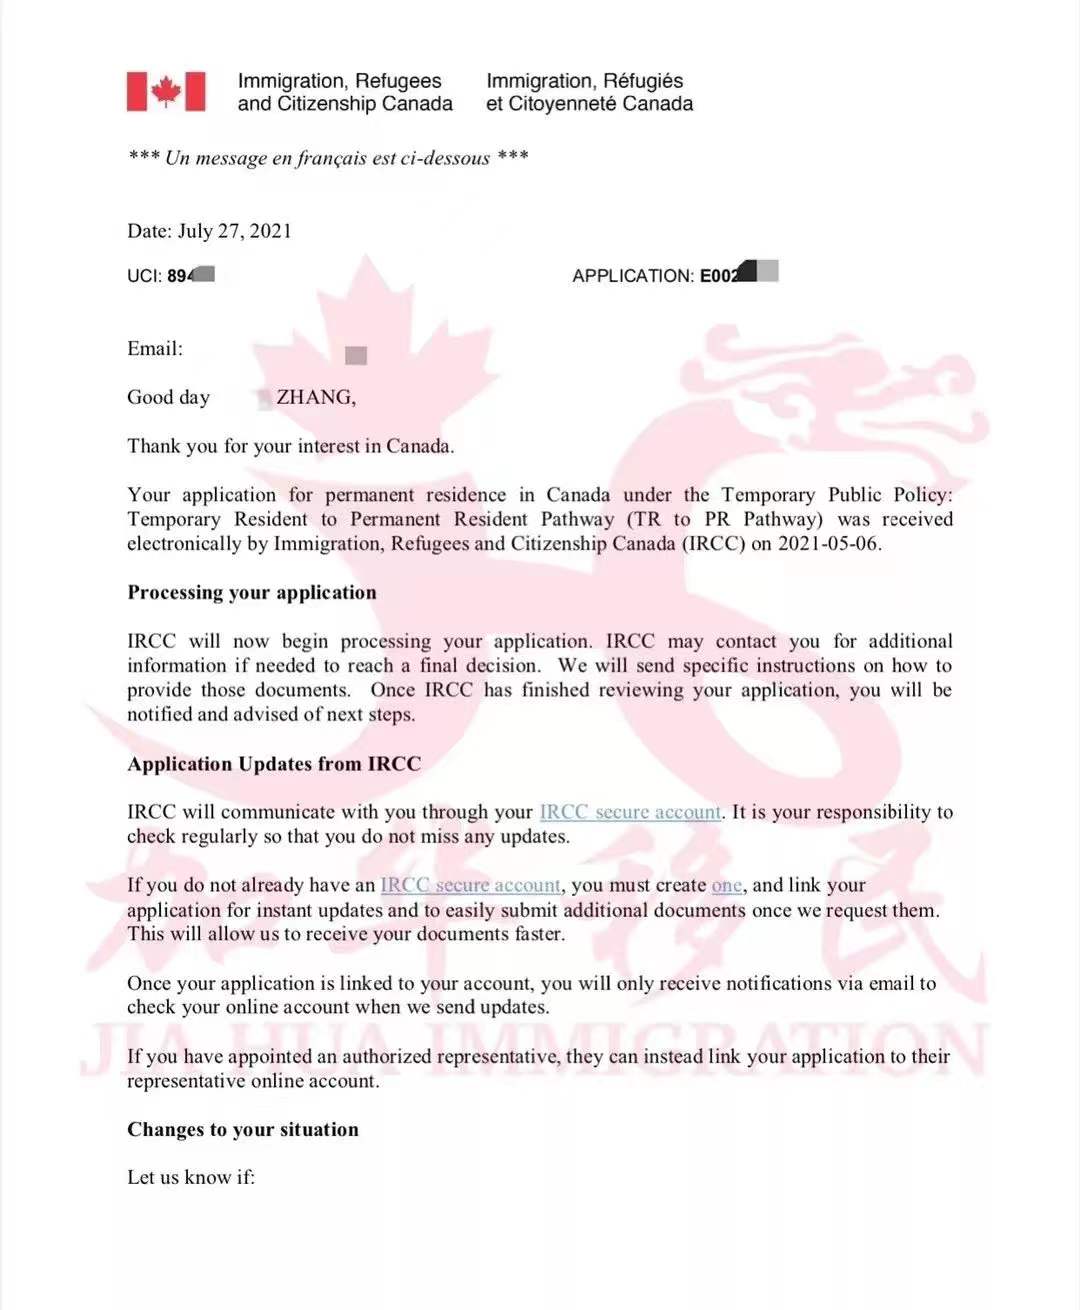 Immigration, Refugees and Citizenship Canada
Immigration, Réfugiés et Citoyenneté Canada
*** Un message en français est ci-dessous ***
Date: July 27, 2021
UCI: 894
APPLICATION: E002
Email:
Good day ZHANG,
Thank you for your interest in Canada.
Your application for permanent residence in Canada under the Temporary Public Policy:
Temporary Resident to Permanent Resident Pathway (TR to PR Pathway) was received
electronically by Immigration, Refugees and Citizenship Canada (IRCC) on 2021-05-06.
Processing your application
IRCC will now begin processing your application. IRCC may contact you for additional
information if needed to reach a final decision. We will send specific instructions on how to
provide those documents. Once IRCC has finished reviewing your application, you will be
notified and advised of next steps.
Application Updates from IRCC
IRCC will communicate with you through your IRCC secure account. It is your responsibility to
check regularly so that you do not miss any updates.
If you do not already have an IRCC secure account, you must create one, and link your
application for instant updates and to easily submit additional documents once we request them.
This will allow us to receive your documents faster.
Once your application is linked to your account, you will only receive notifications via email to
check your online account when we send updates.
If you have appointed an authorized representative, they can instead link your application to their
representative online account.
Changes to your situation
Let us know if:
加华移民
JIA HUA IMMIGRATION